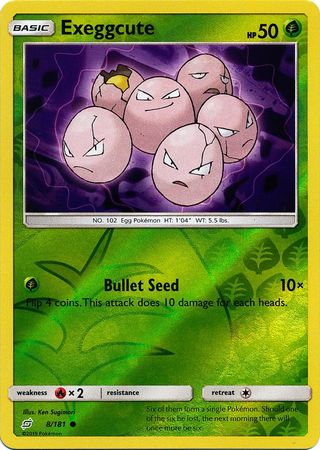 BASIC Exeggcute HP 50
NO. 102 Egg Pokémon HT: 1'04" WT: 5.5 lbs.
Bullet Seed 10×
Flip 4 coins. This attack does 10 damage for each heads.
weakness × 2 resistance retreat
Illus. Ken Sugimori
8/181
©2019 Pokémon
Six of them form a single Pokémon. Should one
of the six be lost, the next morning there will
once more be six.